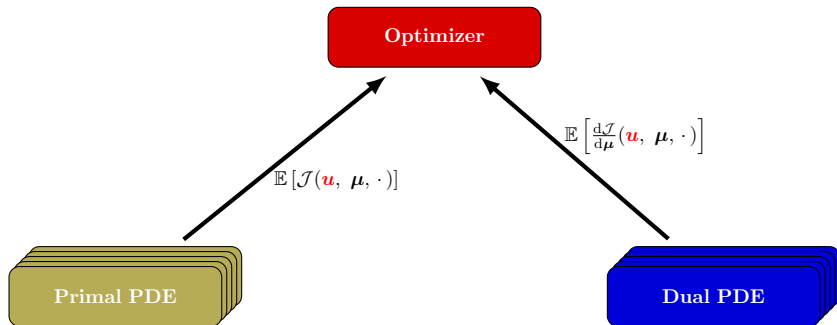 Optimizer
𝔼 [d𝒥/d𝝁(𝒖, 𝝁, ·)]
𝔼 [𝒥(𝒖, 𝝁, ·)]
Primal PDE
Dual PDE